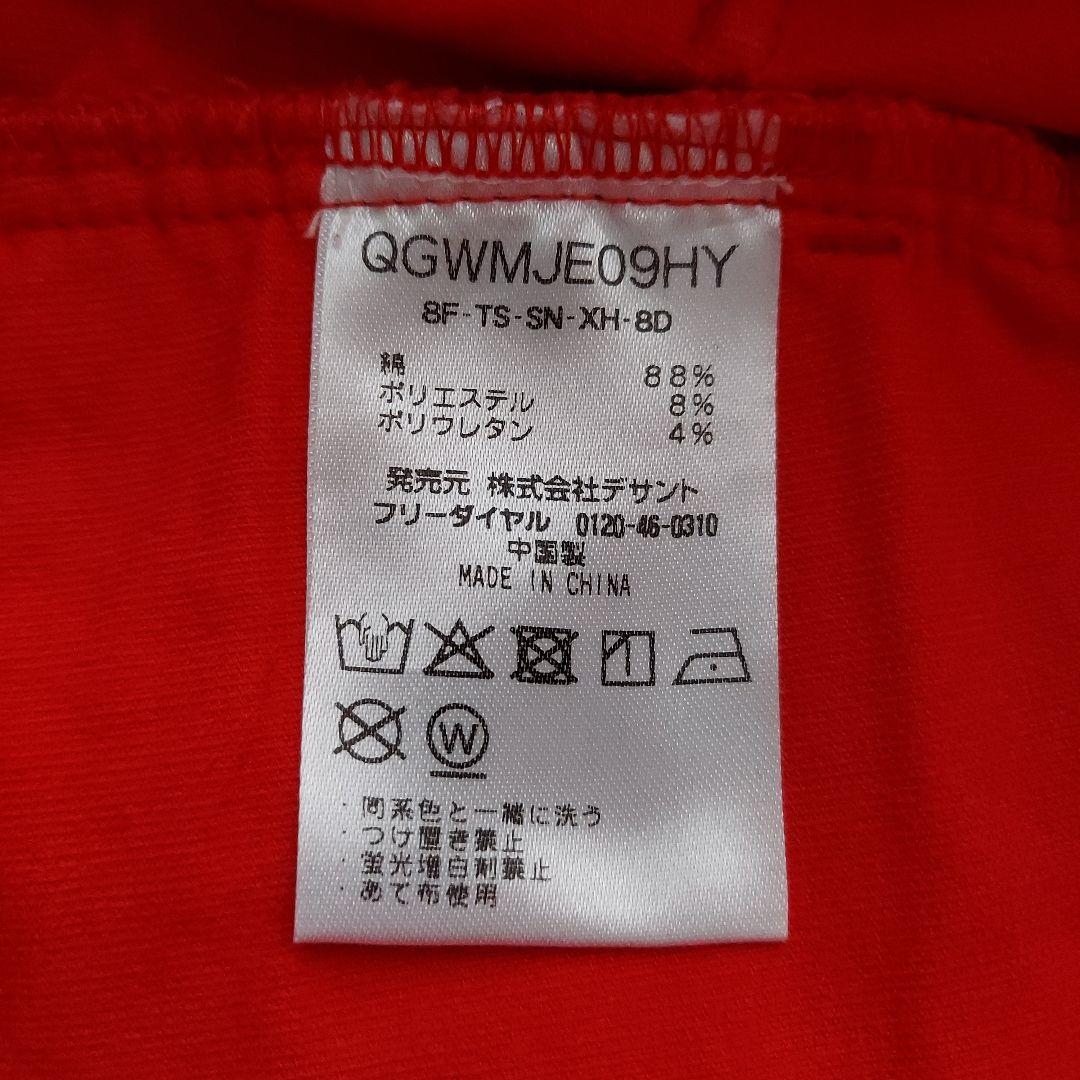 QGWMJE09HY
8F-TS-SN-XH-8D
綿 88%
ポリエステル 8%
ポリウレタン 4%
発売元 株式会社デサント
フリーダイヤル 0120-46-0310
中国製
MADE IN CHINA
W
・同系色と一緒に洗う
・つけ置き禁止
・蛍光増白剤禁止
・あて布使用